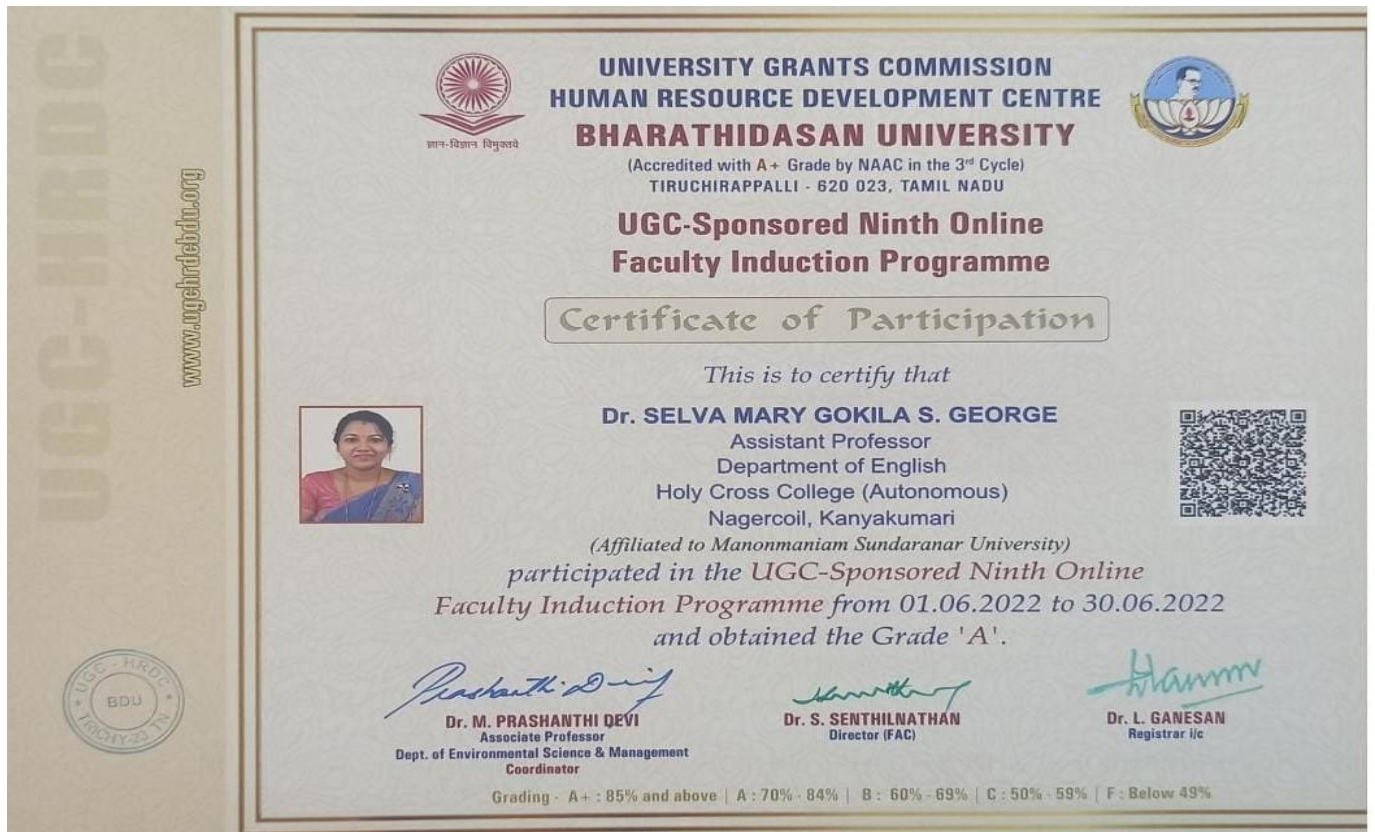 UGC-HRDC
www.ugchrdcbdu.org
UNIVERSITY GRANTS COMMISSION
HUMAN RESOURCE DEVELOPMENT CENTRE
BHARATHIDASAN UNIVERSITY
(Accredited with A+ Grade by NAAC in the 3rd Cycle)
TIRUCHIRAPPALLI - 620 023, TAMIL NADU
ज्ञान-विज्ञान विमुक्तये
UGC-Sponsored Ninth Online
Faculty Induction Programme
Certificate of Participation
This is to certify that
Dr. SELVA MARY GOKILA S. GEORGE
Assistant Professor
Department of English
Holy Cross College (Autonomous)
Nagercoil, Kanyakumari
(Affiliated to Manonmaniam Sundaranar University)
participated in the UGC-Sponsored Ninth Online
Faculty Induction Programme from 01.06.2022 to 30.06.2022
and obtained the Grade 'A'.
Prashanthi Devi
Dr. M. PRASHANTHI DEVI
Associate Professor
Dept. of Environmental Science & Management
Coordinator
Dr. S. SENTHILNATHAN
Director (FAC)
Dr. L. GANESAN
Registrar i/c
UGC - HRDC
BDU
TRICHY-23 TN
Grading - A+ : 85% and above | A : 70% - 84% | B : 60% - 69% | C : 50% - 59% | F : Below 49%